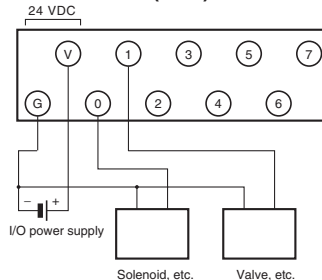 24 VDC
V 1 3 5 7
G 0 2 4 6
− +
I/O power supply
Solenoid, etc. Valve, etc.